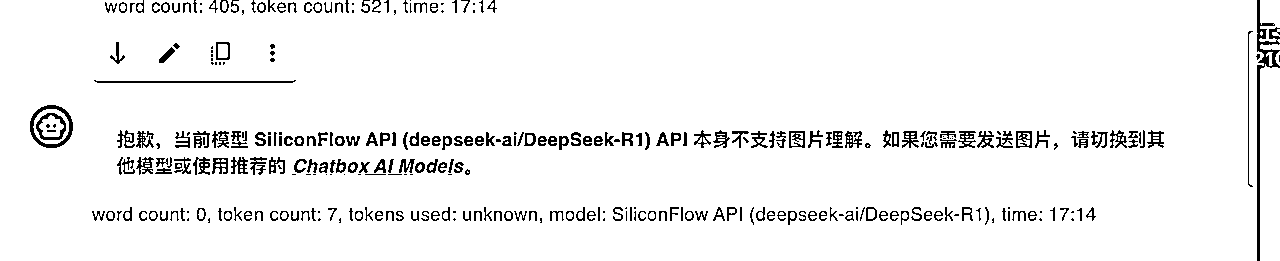 word count: 405, token count: 521, time: 17:14
抱歉，当前模型 SiliconFlow API (deepseek-ai/DeepSeek-R1) API 本身不支持图片理解。如果您需要发送图片，请切换到其
他模型或使用推荐的 Chatbox AI Models。
word count: 0, token count: 7, tokens used: unknown, model: SiliconFlow API (deepseek-ai/DeepSeek-R1), time: 17:14